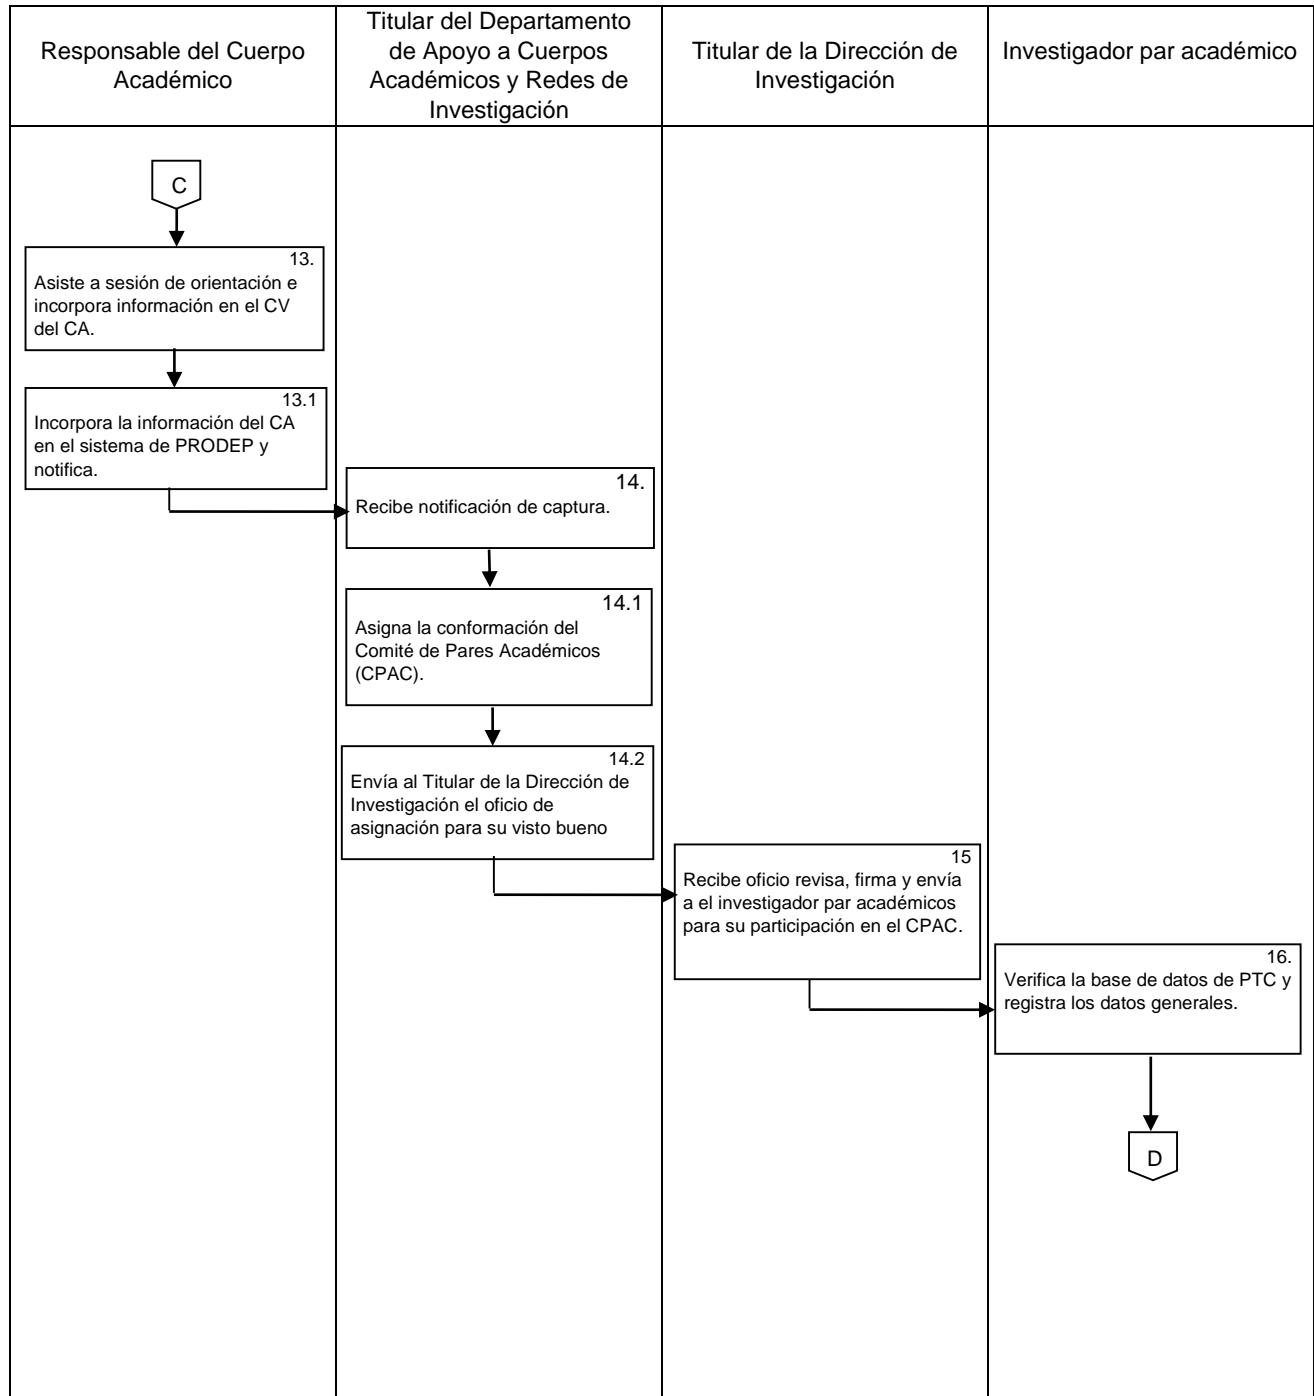 Responsable del Cuerpo
Académico
Titular del Departamento
de Apoyo a Cuerpos
Académicos y Redes de
Investigación
Titular de la Dirección de
Investigación
Investigador par académico
C
13.
Asiste a sesión de orientación e
incorpora información en el CV
del CA.
13.1
Incorpora la información del CA
en el sistema de PRODEP y
notifica.
14.
Recibe notificación de captura.
14.1
Asigna la conformación del
Comité de Pares Académicos
(CPAC).
14.2
Envía al Titular de la Dirección de
Investigación el oficio de
asignación para su visto bueno
15
Recibe oficio revisa, firma y envía
a el investigador par académicos
para su participación en el CPAC.
16.
Verifica la base de datos de PTC y
registra los datos generales.
D